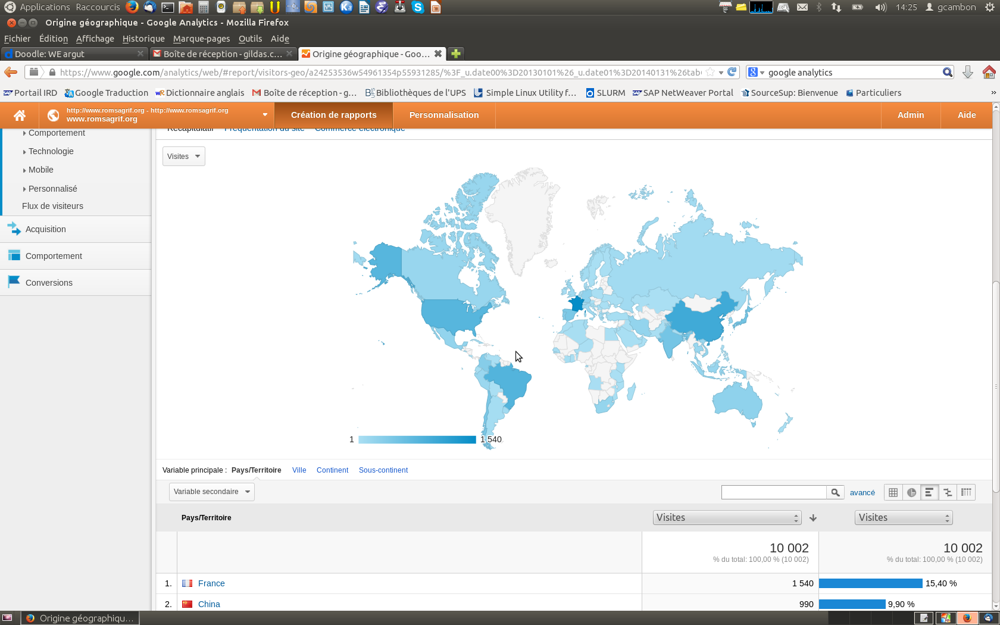 Applications Raccourcis
14:25 gcambon
Origine géographique - Google Analytics - Mozilla Firefox
Fichier Édition Affichage Historique Marque-pages Outils Aide
Doodle: WE argut
Boîte de réception - gildas.c...
Origine géographique - Goo...
https://www.google.com/analytics/web/#report/visitors-geo/a24253536w54961354p55931285/%3F_u.date00%3D20130101%26_u.date01%3D20140131%26tab
google analytics
Portail IRD Google Traduction Dictionnaire anglais Boîte de réception - g... Bibliothèques de l'UPS Simple Linux Utility f... SLURM SAP NetWeaver Portal SourceSup: Bienvenue Particuliers »
http://www.romsagrif.org - http://www.romsagrif.org
www.romsagrif.org
Création de rapports
Personnalisation
Admin
Aide
Récapitulatif Fréquentation du site Commerce électronique
Comportement
Technologie
Mobile
Personnalisé
Flux de visiteurs
Acquisition
Comportement
Conversions
Visites
1
1 540
Variable principale : Pays/Territoire Ville Continent Sous-continent
Variable secondaire
avancé
Pays/Territoire
Visites
Visites
10 002
% du total: 100,00 % (10 002)
10 002
% du total: 100,00 % (10 002)
1. France 1 540 15,40 %
2. China 990 9,90 %
Origine géographiqu...